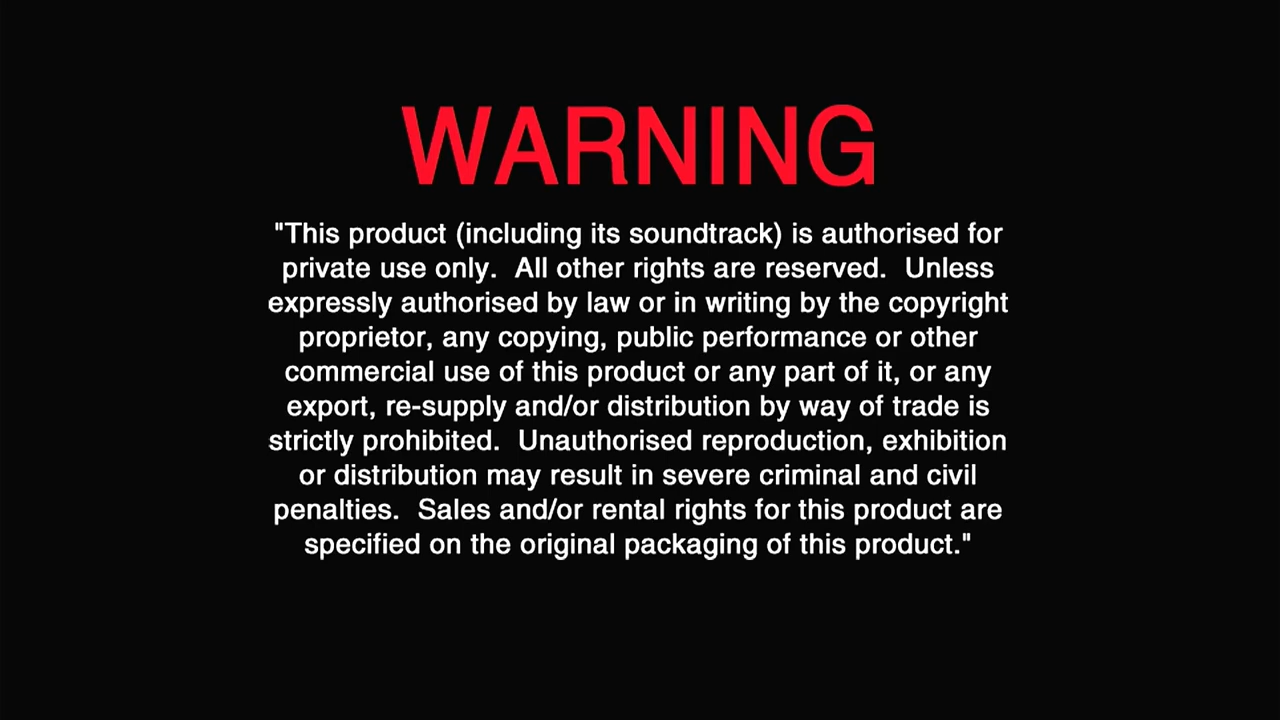 WARNING
"This product (including its soundtrack) is authorised for
private use only.  All other rights are reserved.  Unless
expressly authorised by law or in writing by the copyright
proprietor, any copying, public performance or other
commercial use of this product or any part of it, or any
export, re-supply and/or distribution by way of trade is
strictly prohibited.  Unauthorised reproduction, exhibition
or distribution may result in severe criminal and civil
penalties.  Sales and/or rental rights for this product are
specified on the original packaging of this product."